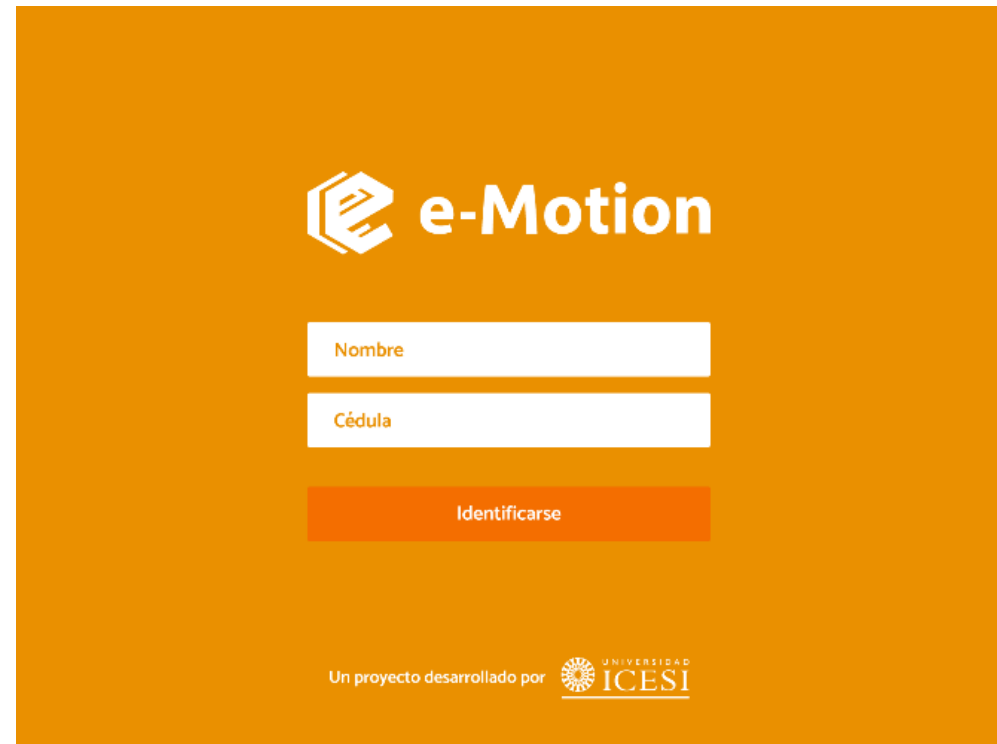 e-Motion
Nombre
Cédula
Identificarse
Un proyecto desarrollado por
UNIVERSIDAD
ICESI